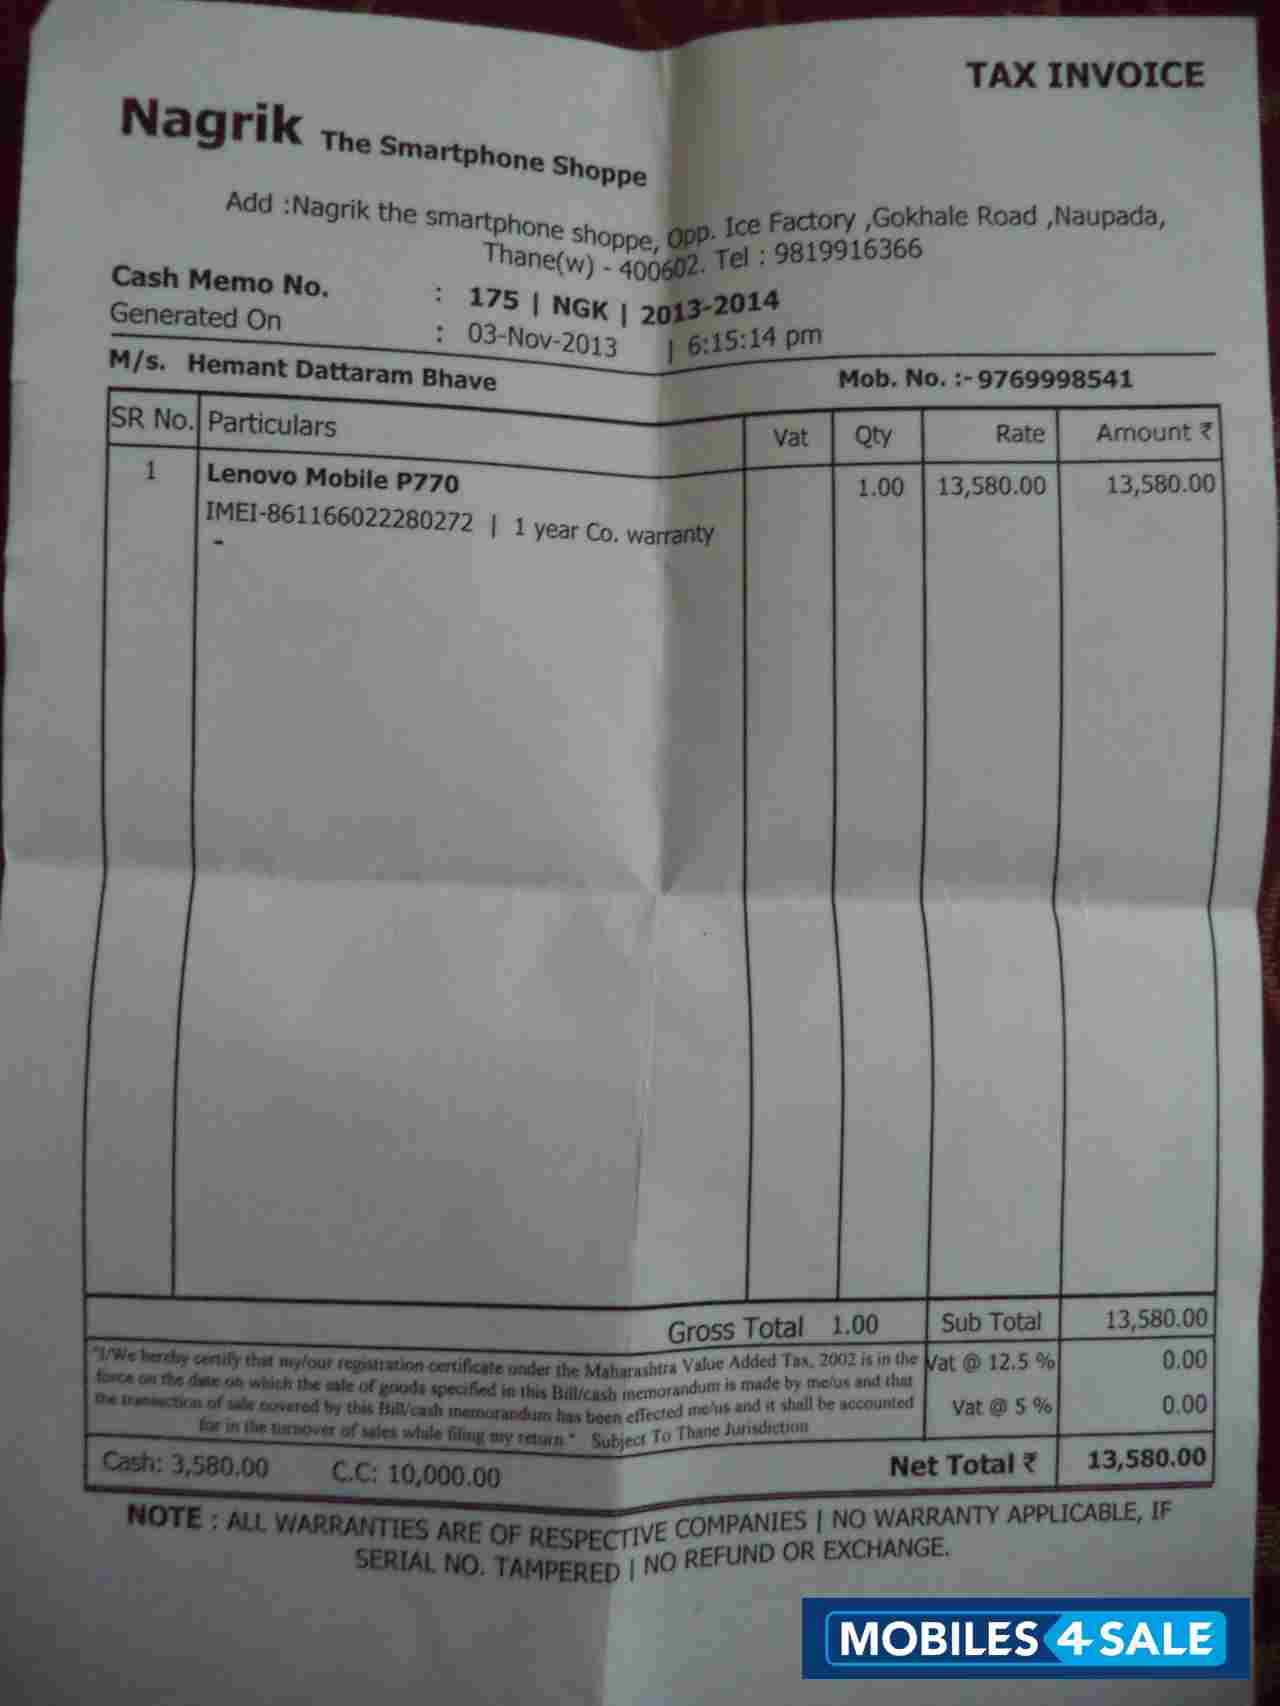 TAX INVOICE
Nagrik The Smartphone Shoppe
Add :Nagrik the smartphone shoppe, Opp. Ice Factory ,Gokhale Road ,Naupada,
Thane(w) - 400602. Tel : 9819916366
Cash Memo No. : 175 | NGK | 2013-2014
Generated On : 03-Nov-2013 | 6:15:14 pm
M/s. Hemant Dattaram Bhave Mob. No. :- 9769998541
SR No. Particulars Vat Qty Rate Amount ₹
1 Lenovo Mobile P770 1.00 13,580.00 13,580.00
IMEI-861166022280272 | 1 year Co. warranty
-
Gross Total 1.00 Sub Total 13,580.00
"I/We hereby certify that my/our registration certificate under the Maharashtra Value Added Tax, 2002 is in the
force on the date on which the sale of goods specified in this Bill/cash memorandum is made by me/us and that
the transaction of sale covered by this Bill/cash memorandum has been effected me/us and it shall be accounted
for in the turnover of sales while filing my return." Subject To Thane Jurisdiction
Vat @ 12.5 % 0.00
Vat @ 5 % 0.00
Cash: 3,580.00 C.C: 10,000.00 Net Total ₹ 13,580.00
NOTE : ALL WARRANTIES ARE OF RESPECTIVE COMPANIES | NO WARRANTY APPLICABLE, IF
SERIAL NO. TAMPERED | NO REFUND OR EXCHANGE.
MOBILES4SALE